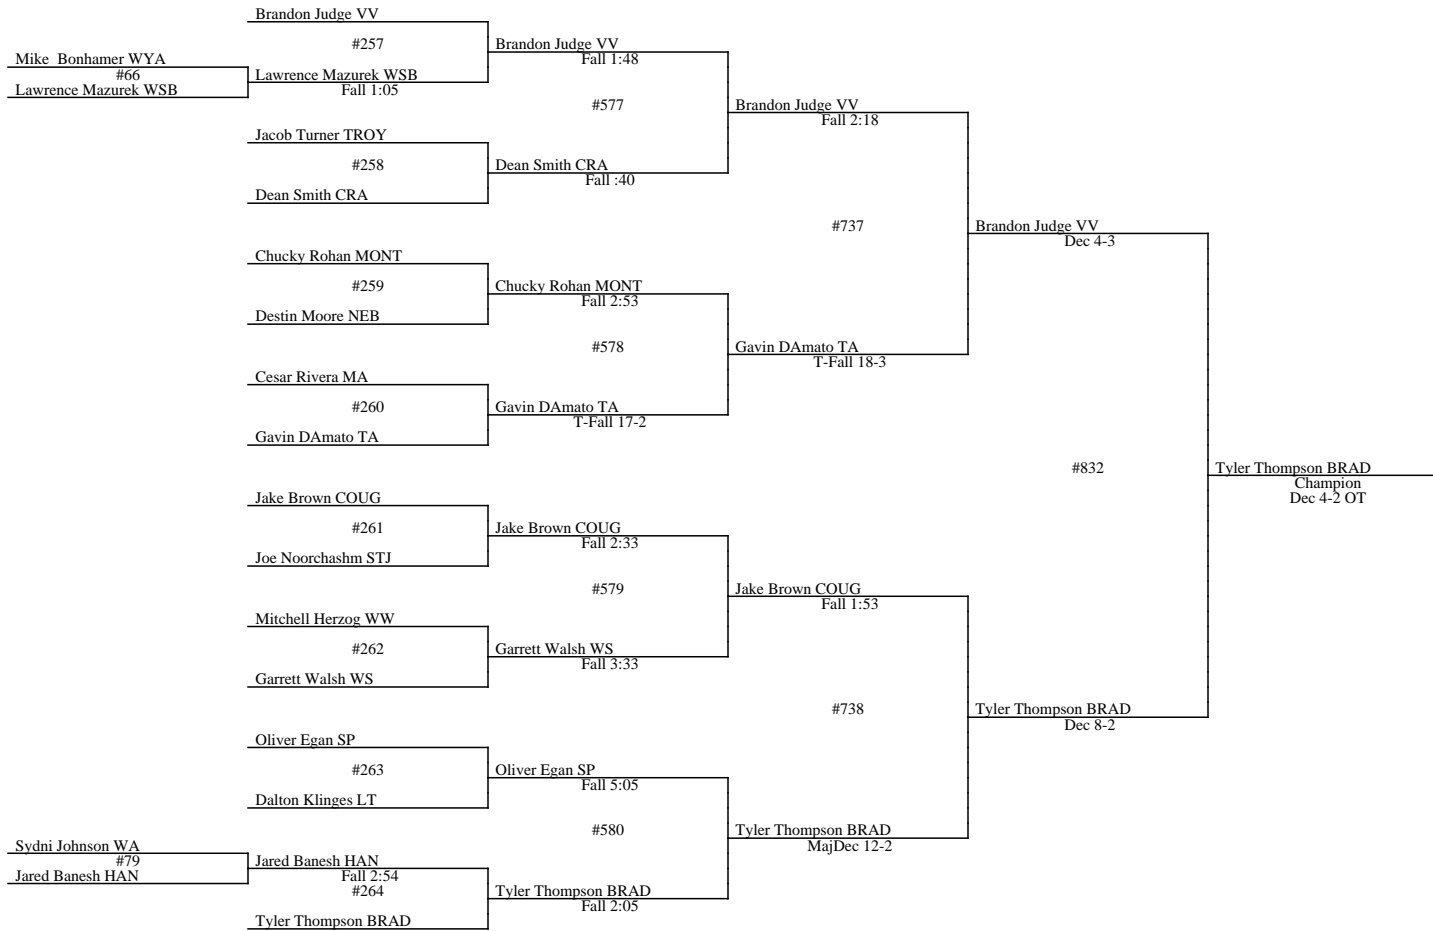 Brandon Judge VV
#257
Brandon Judge VV
Mike  Bonhamer WYA
Fall 1:48
#66
Lawrence Mazurek WSB
Lawrence Mazurek WSB
Fall 1:05
#577
Brandon Judge VV
Fall 2:18
Jacob Turner TROY
#258
Dean Smith CRA
Fall :40
Dean Smith CRA
#737
Brandon Judge VV
Dec 4-3
Chucky Rohan MONT
#259
Chucky Rohan MONT
Fall 2:53
Destin Moore NEB
#578
Gavin DAmato TA
T-Fall 18-3
Cesar Rivera MA
#260
Gavin DAmato TA
T-Fall 17-2
Gavin DAmato TA
#832
Tyler Thompson BRAD
Champion
Dec 4-2 OT
Jake Brown COUG
#261
Jake Brown COUG
Fall 2:33
Joe Noorchashm STJ
#579
Jake Brown COUG
Fall 1:53
Mitchell Herzog WW
#262
Garrett Walsh WS
Fall 3:33
Garrett Walsh WS
#738
Tyler Thompson BRAD
Dec 8-2
Oliver Egan SP
#263
Oliver Egan SP
Fall 5:05
Dalton Klinges LT
#580
Tyler Thompson BRAD
MajDec 12-2
Sydni Johnson WA
#79
Jared Banesh HAN
Jared Banesh HAN
Fall 2:54
#264
Tyler Thompson BRAD
Fall 2:05
Tyler Thompson BRAD